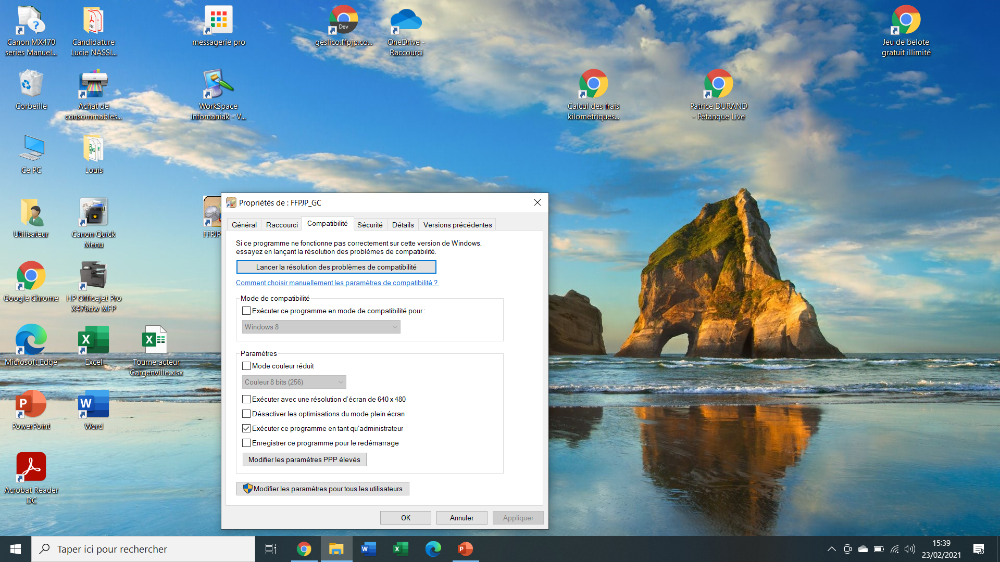 Canon MX470
series Manuel...
Candidature
Lucie NASSI...
messagerie pro
Dev
geslico.ffpjp.co...
OneDrive -
Raccourci
Jeu de belote
gratuit illimité
Corbeille
Achat de
consommables...
WorkSpace
Infomaniak - V...
Calcul des frais
kilométriques...
Patrice DURAND
- Pétanque Live
Ce PC
Louis
Utilisateur
Canon Quick
Menu
FFPJP
Google Chrome
HP Officejet Pro
X476dw MFP
Microsoft Edge
Excel
Tourne acteur
Gargenville.xlsx
PowerPoint
Word
Acrobat Reader
DC
Propriétés de : FFPJP_GC
Général
Raccourci
Compatibilité
Sécurité
Détails
Versions précédentes
Si ce programme ne fonctionne pas correctement sur cette version de Windows,
essayez en lançant la résolution des problèmes de compatibilité.
Lancer la résolution des problèmes de compatibilité
Comment choisir manuellement les paramètres de compatibilité ?
Mode de compatibilité
Exécuter ce programme en mode de compatibilité pour :
Windows 8
Paramètres
Mode couleur réduit
Couleur 8 bits (256)
Exécuter avec une résolution d'écran de 640 x 480
Désactiver les optimisations du mode plein écran
Exécuter ce programme en tant qu'administrateur
Enregistrer ce programme pour le redémarrage
Modifier les paramètres PPP élevés
Modifier les paramètres pour tous les utilisateurs
OK
Annuler
Appliquer
Taper ici pour rechercher
15:39
23/02/2021